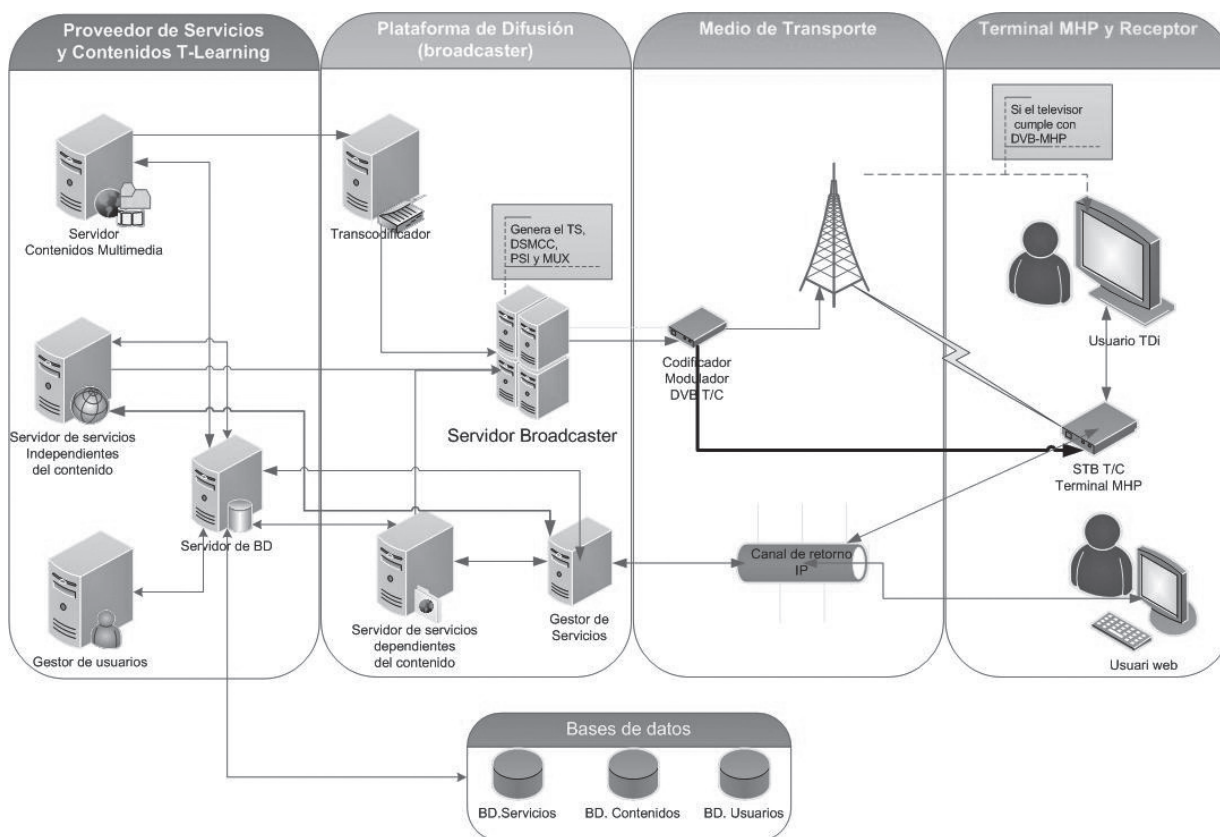 Proveedor de Servicios
y Contenidos T-Learning
Plataforma de Difusión
(broadcaster)
Medio de Transporte
Terminal MHP y Receptor
Servidor
Contenidos Multimedia
Transcodificador
Genera el TS,
DSMCC,
PSI y MUX
Si el televisor
cumple con
DVB-MHP
Servidor Broadcaster
Codificador
Modulador
DVB T/C
Usuario TDi
Servidor de servicios
Independientes
del contenido
STB T/C
Terminal MHP
Servidor de BD
Canal de retorno
IP
Gestor de usuarios
Servidor de servicios
dependientes
del contenido
Gestor de
Servicios
Usuari web
Bases de datos
BD.Servicios
BD. Contenidos
BD. Usuarios